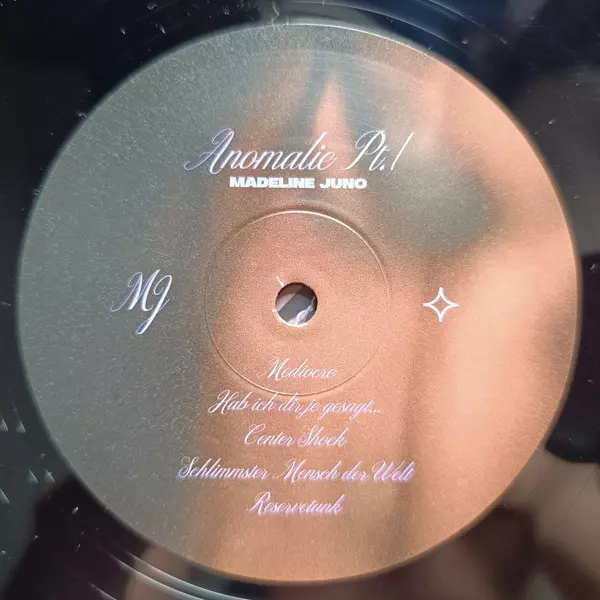 Anomalie Pt.1
MADELINE JUNO
MJ
Mediocre
Hab ich dir je gesagt...
Center Shock
Schlimmster Mensch der Welt
Reservetank